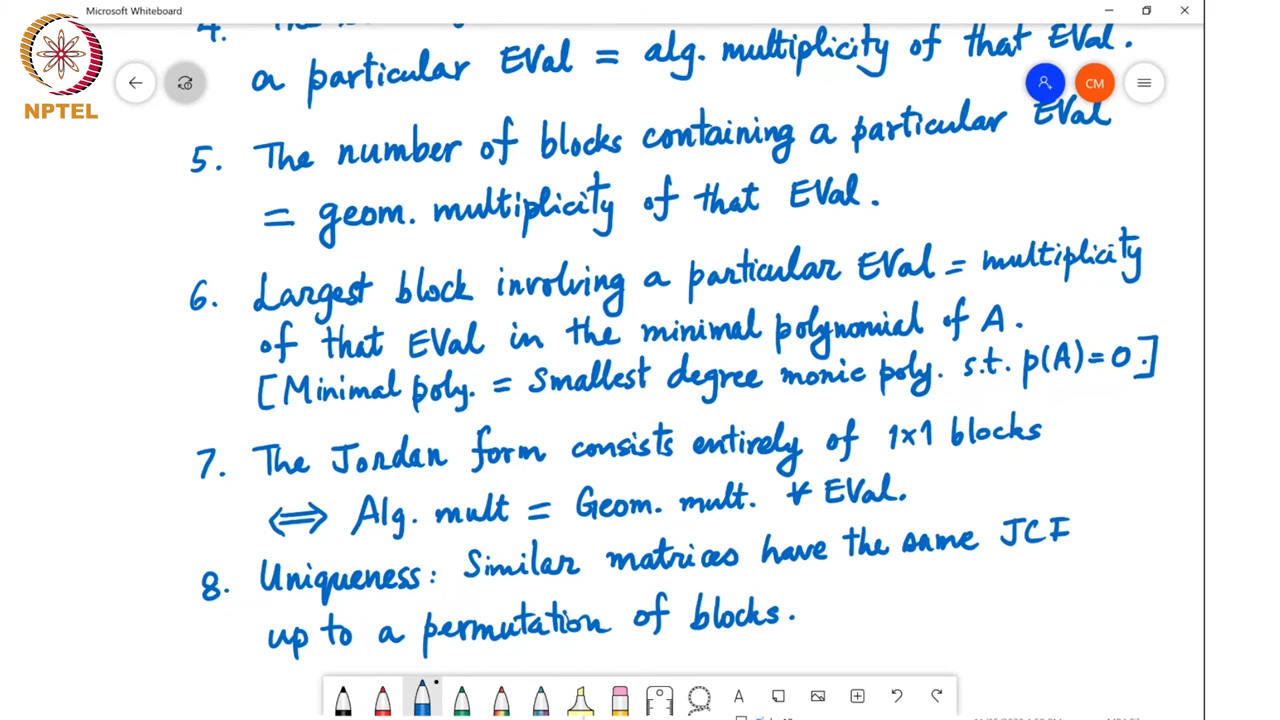 Microsoft Whiteboard
NPTEL
4.
a particular EVal = alg. multiplicity of that EVal.
CM
5. The number of blocks containing a particular EVal
= geom. multiplicity of that EVal.
6. Largest block involving a particular EVal = multiplicity
of that EVal in the minimal polynomial of A.
[Minimal poly. = Smallest degree monic poly. s.t. p(A)=0.]
7. The Jordan form consists entirely of 1×1 blocks
⟺ Alg. mult = Geom. mult. ∀ EVal.
8. Uniqueness: Similar matrices have the same JCF
up to a permutation of blocks.
A